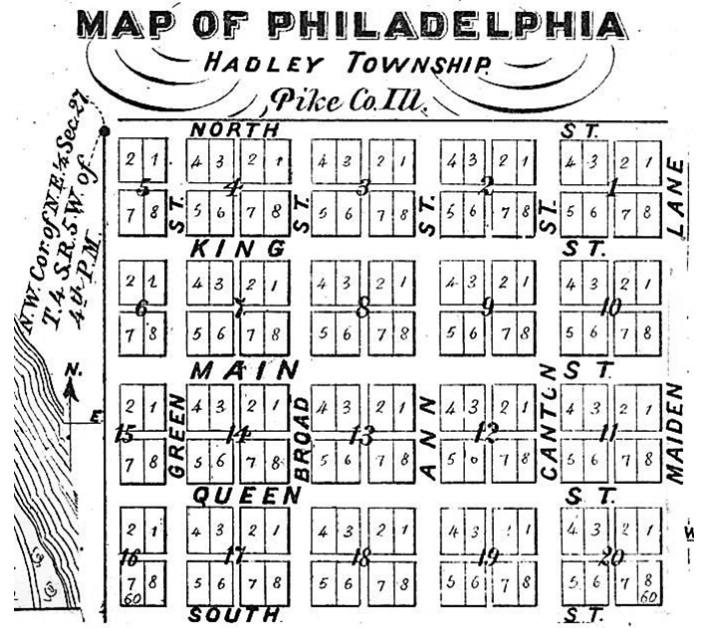 MAP OF PHILADELPHIA
HADLEY TOWNSHIP.
Pike Co. Ill.
N.W. Cor. of N.E. ¼ Sec. 27
T. 4. S. R. 5. W. of
4th P.M.
NORTH ST.
2 1 4 3 2 1 4 3 2 1 4 3 2 1 4 3 2 1
5 4 3 2 1
7 8 5 6 7 8 5 6 7 8 5 6 7 8 5 6 7 8
ST. ST. ST. ST. LANE
KING ST.
2 1 4 3 2 1 4 3 2 1 4 3 2 1 4 3 2 1
6 7 8 9 10
7 8 5 6 7 8 5 6 7 8 5 6 7 8 5 6 7 8
MAIN ST.
N.
E.
2 1 4 3 2 1 4 3 2 1 4 3 2 1 4 3 2 1
15 14 13 12 11
7 8 5 6 7 8 5 6 7 8 5 6 7 8 5 6 7 8
GREEN BROAD ANN CANTON MAIDEN
QUEEN ST.
2 1 4 3 2 1 4 3 2 1 4 3 1 4 3 2 1
16 17 18 19 20
W
7 8 5 6 7 8 5 6 7 8 5 6 7 8 5 6 7 8
60 60
SOUTH ST.